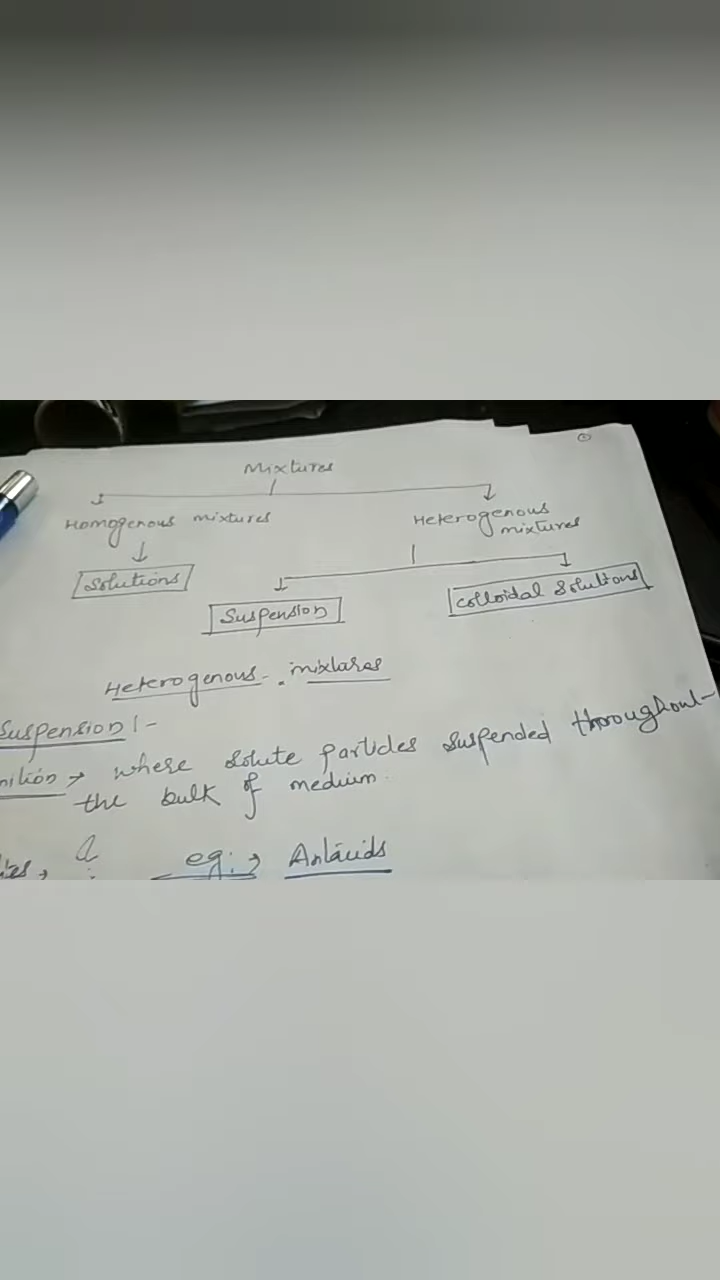 Mixtures
Homogenous mixtures
Heterogenous
mixtures
Solutions
Suspension
Colloidal Solutions
Heterogenous mixtures
Suspension :-
nition → where solute particles suspended throughout
the bulk of medium.
eg: → Antacids